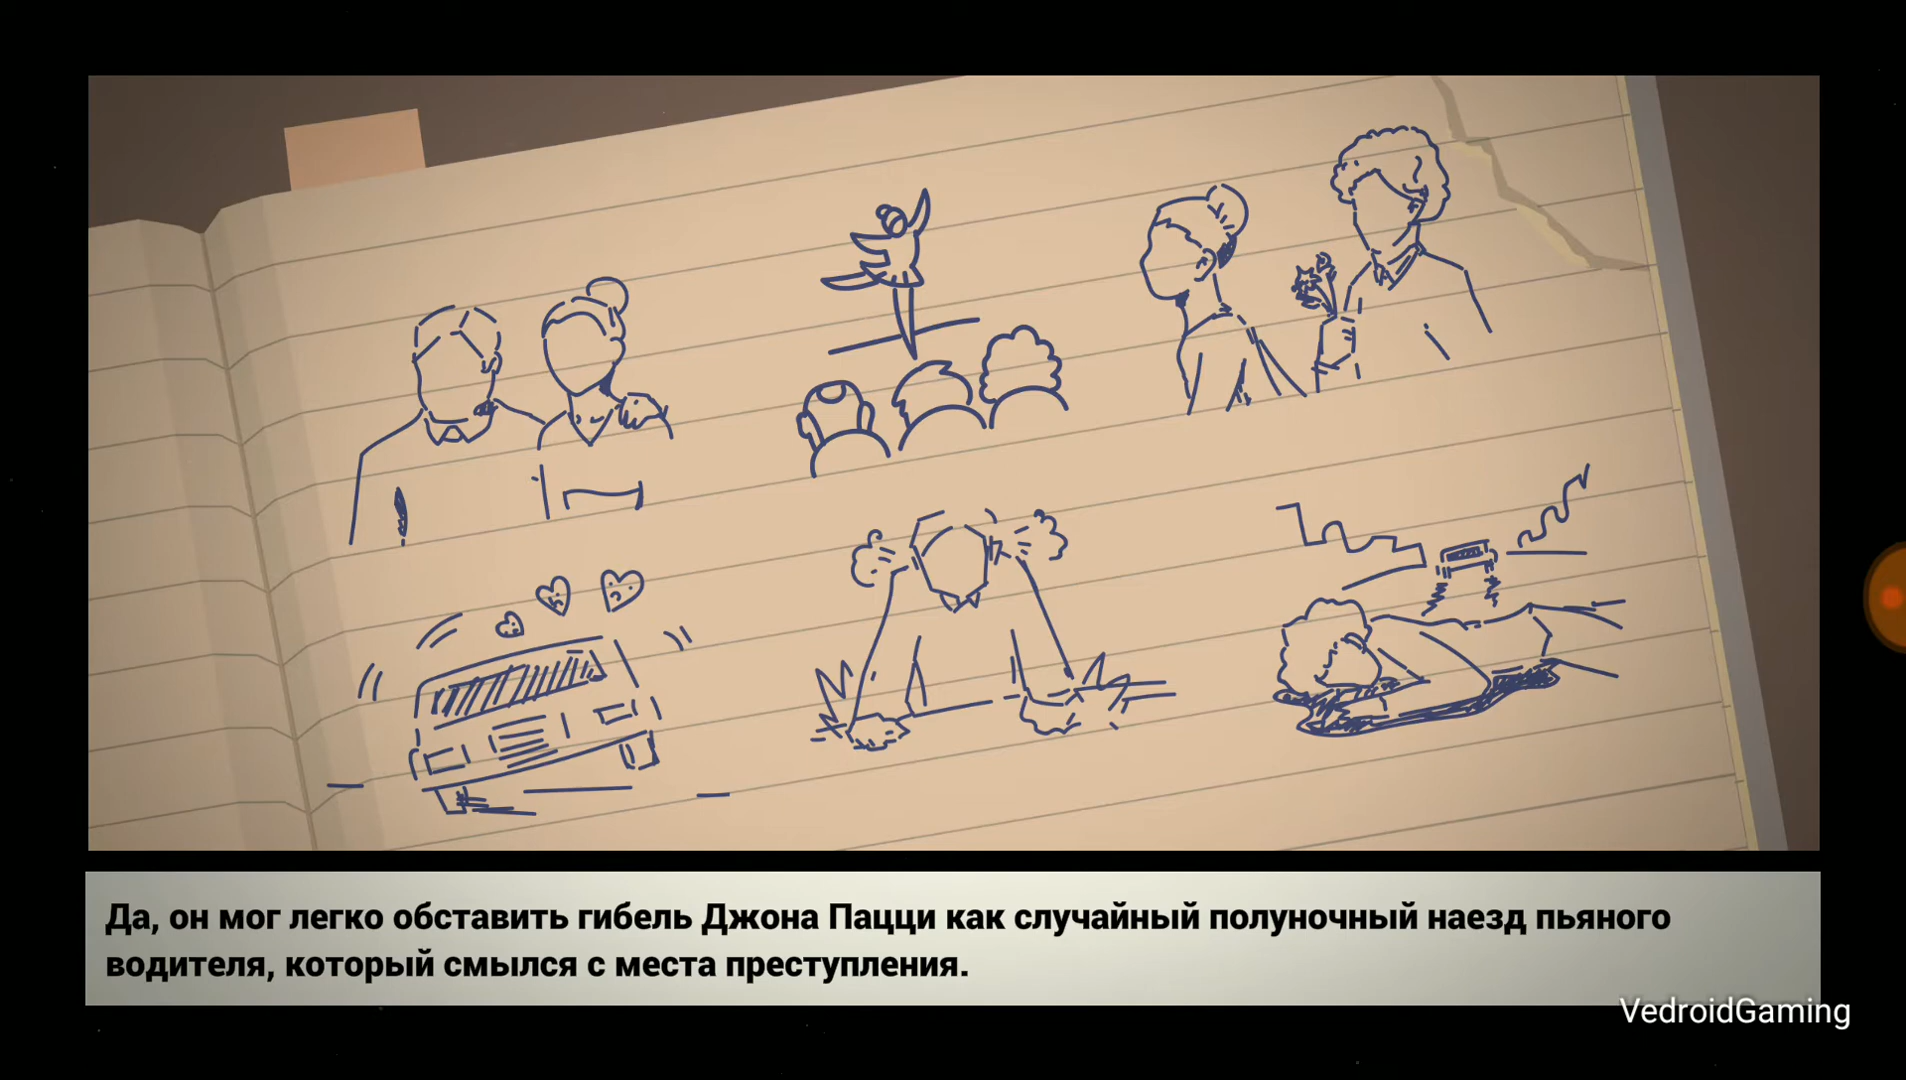 Да, он мог легко обставить гибель Джона Пацци как случайный полуночный наезд пьяного
водителя, который смылся с места преступления.
VedroidGaming